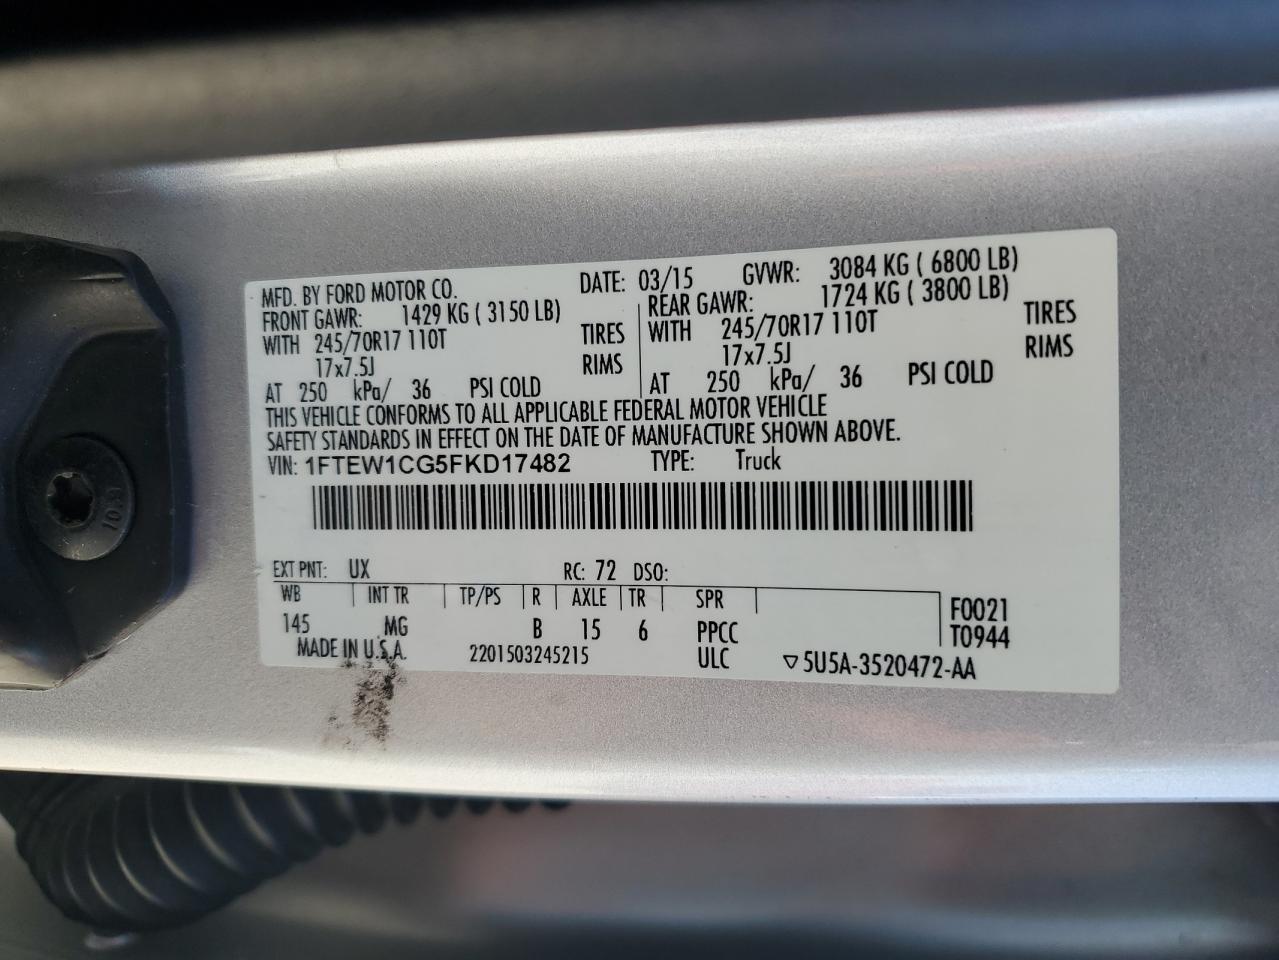 MFD. BY FORD MOTOR CO. DATE: 03/15 GVWR: 3084 KG ( 6800 LB)
FRONT GAWR: 1429 KG ( 3150 LB) REAR GAWR: 1724 KG ( 3800 LB)
WITH 245/70R17 110T TIRES WITH 245/70R17 110T TIRES
17x7.5J RIMS 17x7.5J RIMS
AT 250 kPa/ 36 PSI COLD AT 250 kPa/ 36 PSI COLD
THIS VEHICLE CONFORMS TO ALL APPLICABLE FEDERAL MOTOR VEHICLE
SAFETY STANDARDS IN EFFECT ON THE DATE OF MANUFACTURE SHOWN ABOVE.
VIN: 1FTEW1CG5FKD17482 TYPE: Truck
EXT PNT: UX RC: 72 DSO:
WB INT TR TP/PS R AXLE TR SPR F0021
145 MG B 15 6 PPCC T0944
MADE IN U.S.A. 2201503245215 ULC ▽5U5A-3520472-AA
10.9